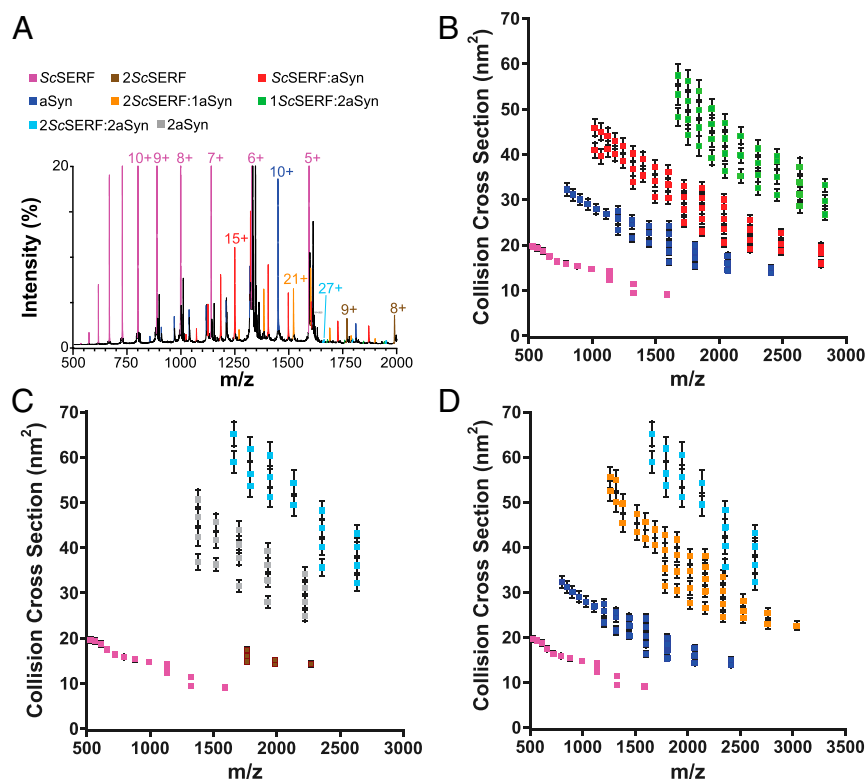 A
B
ScSERF 2ScSERF ScSERF:aSyn
aSyn 2ScSERF:1aSyn 1ScSERF:2aSyn
2ScSERF:2aSyn 2aSyn
20
10+ 9+ 8+ 7+ 6+ 5+
10+
15+
21+
27+
9+
8+
10
0
Intensity (%)
500 1000 1500 2000
m/z
70
60
50
40
30
20
10
0
Collision Cross Section (nm²)
500 1000 1500 2000 2500 3000
m/z
C
D
70
60
50
40
30
20
10
0
Collision Cross Section (nm²)
500 1000 1500 2000 2500 3000
m/z
70
60
50
40
30
20
10
0
Collision Cross Section (nm²)
500 1000 1500 2000 2500 3000 3500
m/z